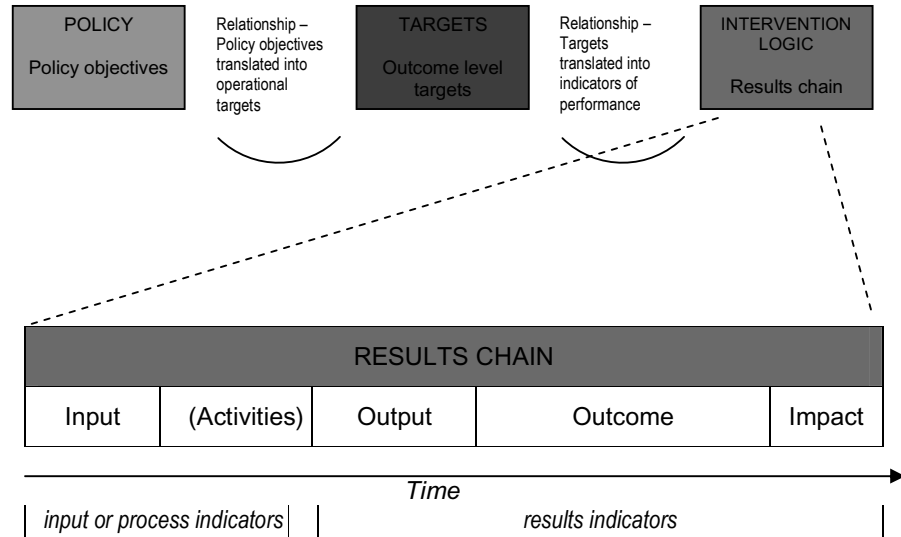 POLICY
Policy objectives
Relationship –
Policy objectives
translated into
operational
targets
TARGETS
Outcome level
targets
Relationship –
Targets
translated into
indicators of
performance
INTERVENTION
LOGIC
Results chain
RESULTS CHAIN
Input
(Activities)
Output
Outcome
Impact
Time
input or process indicators
results indicators